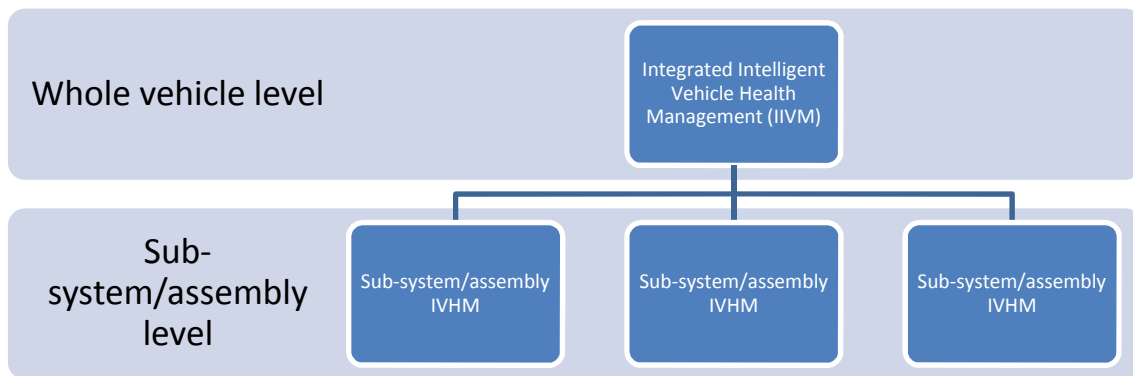 Whole vehicle level
Integrated Intelligent
Vehicle Health
Management (IIVM)
Sub-
system/assembly
level
Sub-system/assembly
IVHM
Sub-system/assembly
IVHM
Sub-system/assembly
IVHM